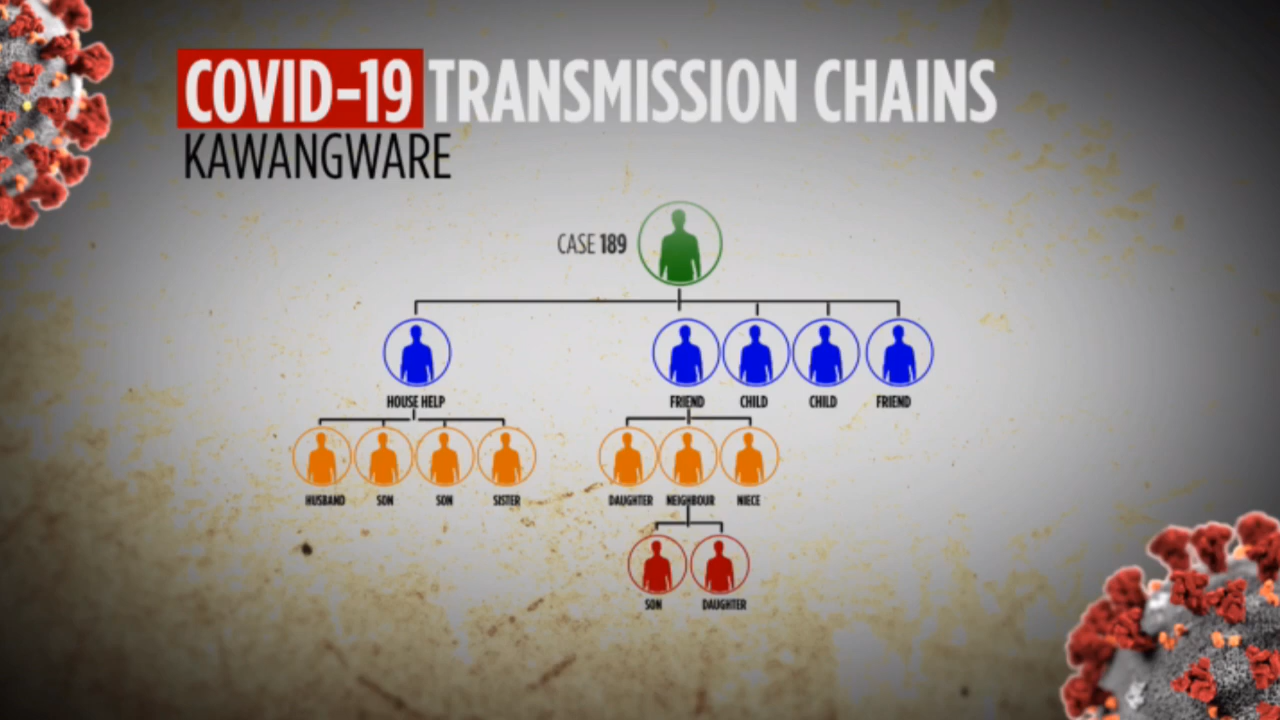 COVID-19 TRANSMISSION CHAINS
KAWANGWARE
CASE 189
HOUSE HELP FRIEND CHILD CHILD FRIEND
HUSBAND SON SON SISTER DAUGHTER NEIGHBOUR NIECE
SON DAUGHTER